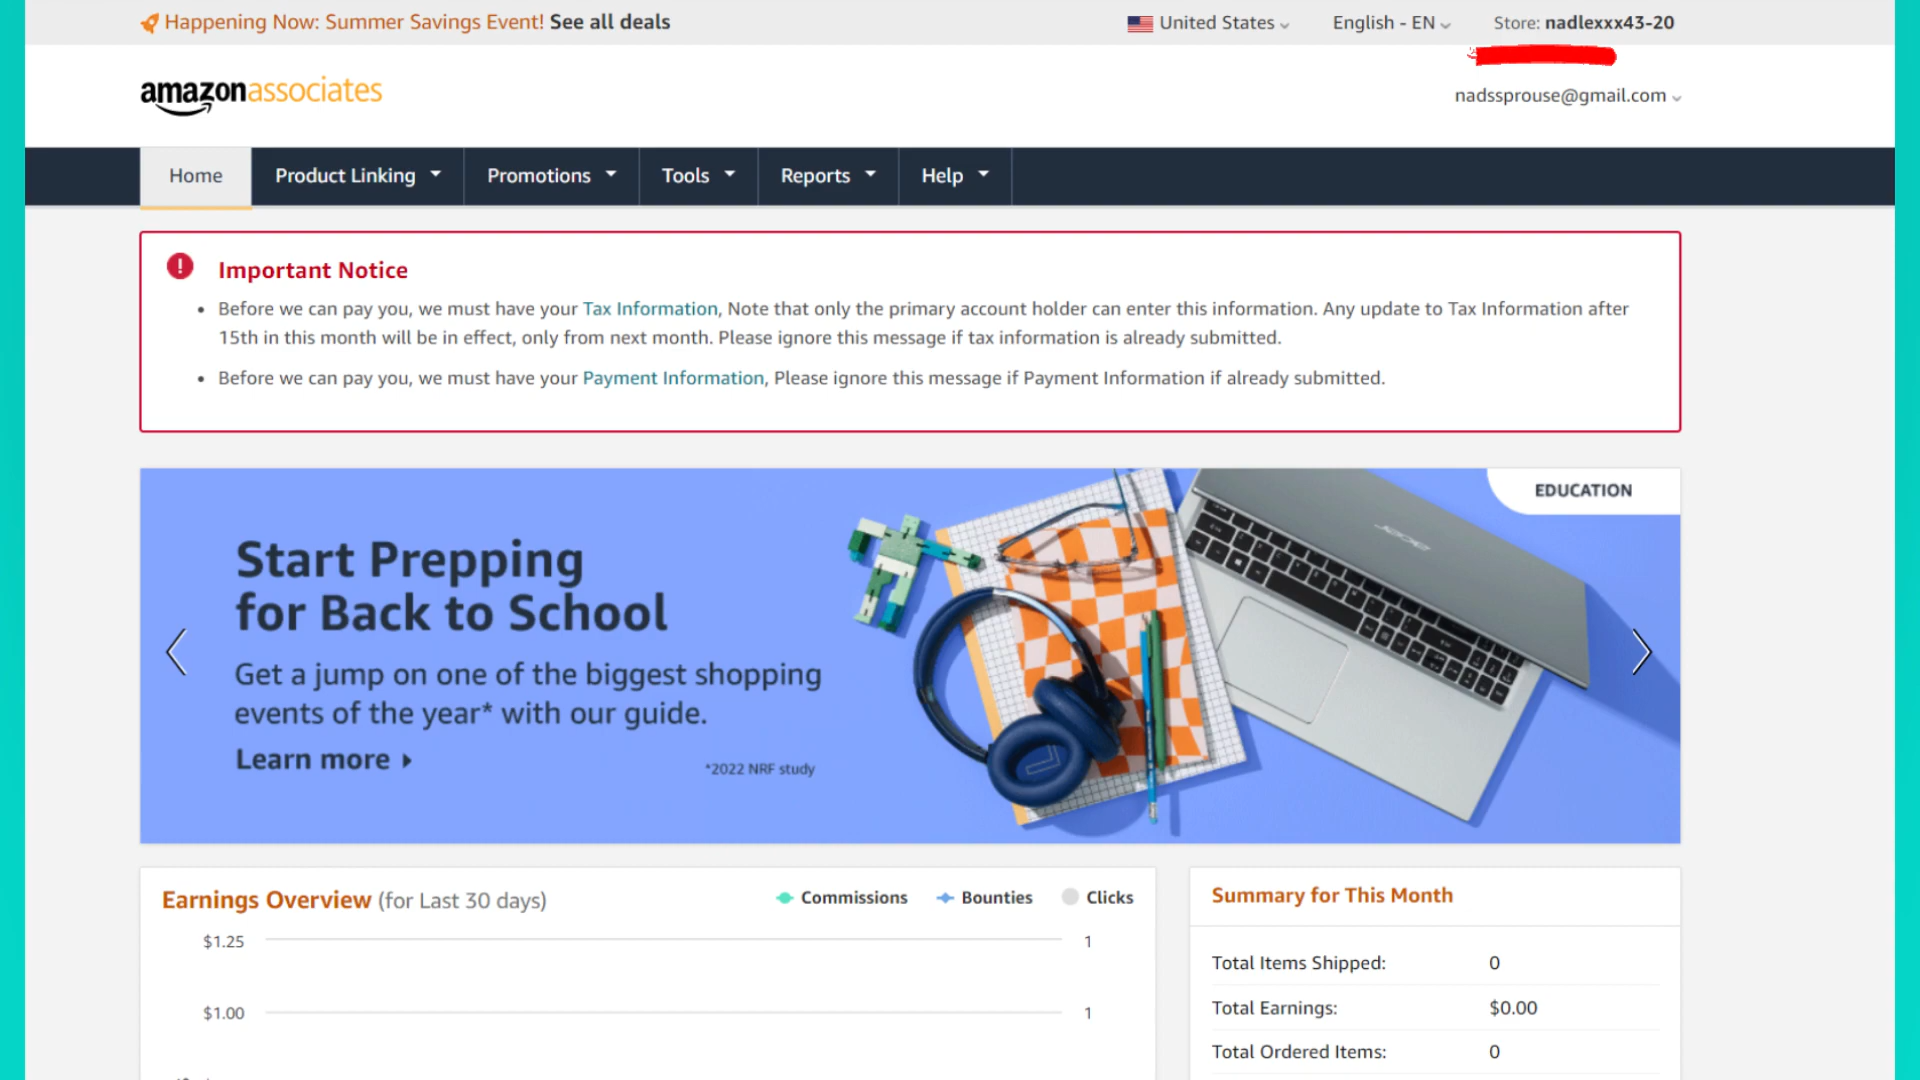 Happening Now: Summer Savings Event! See all deals
United States
English - EN
Store: nadlexxx43-20
amazonassociates
nadssprouse@gmail.com
Home
Product Linking
Promotions
Tools
Reports
Help
Important Notice
Before we can pay you, we must have your Tax Information, Note that only the primary account holder can enter this information. Any update to Tax Information after
15th in this month will be in effect, only from next month. Please ignore this message if tax information is already submitted.
Before we can pay you, we must have your Payment Information, Please ignore this message if Payment Information if already submitted.
EDUCATION
Start Prepping
for Back to School
Get a jump on one of the biggest shopping
events of the year* with our guide.
Learn more
*2022 NRF study
acer
Earnings Overview (for Last 30 days)
Commissions
Bounties
Clicks
$1.25
1
$1.00
1
Summary for This Month
Total Items Shipped: 0
Total Earnings: $0.00
Total Ordered Items: 0